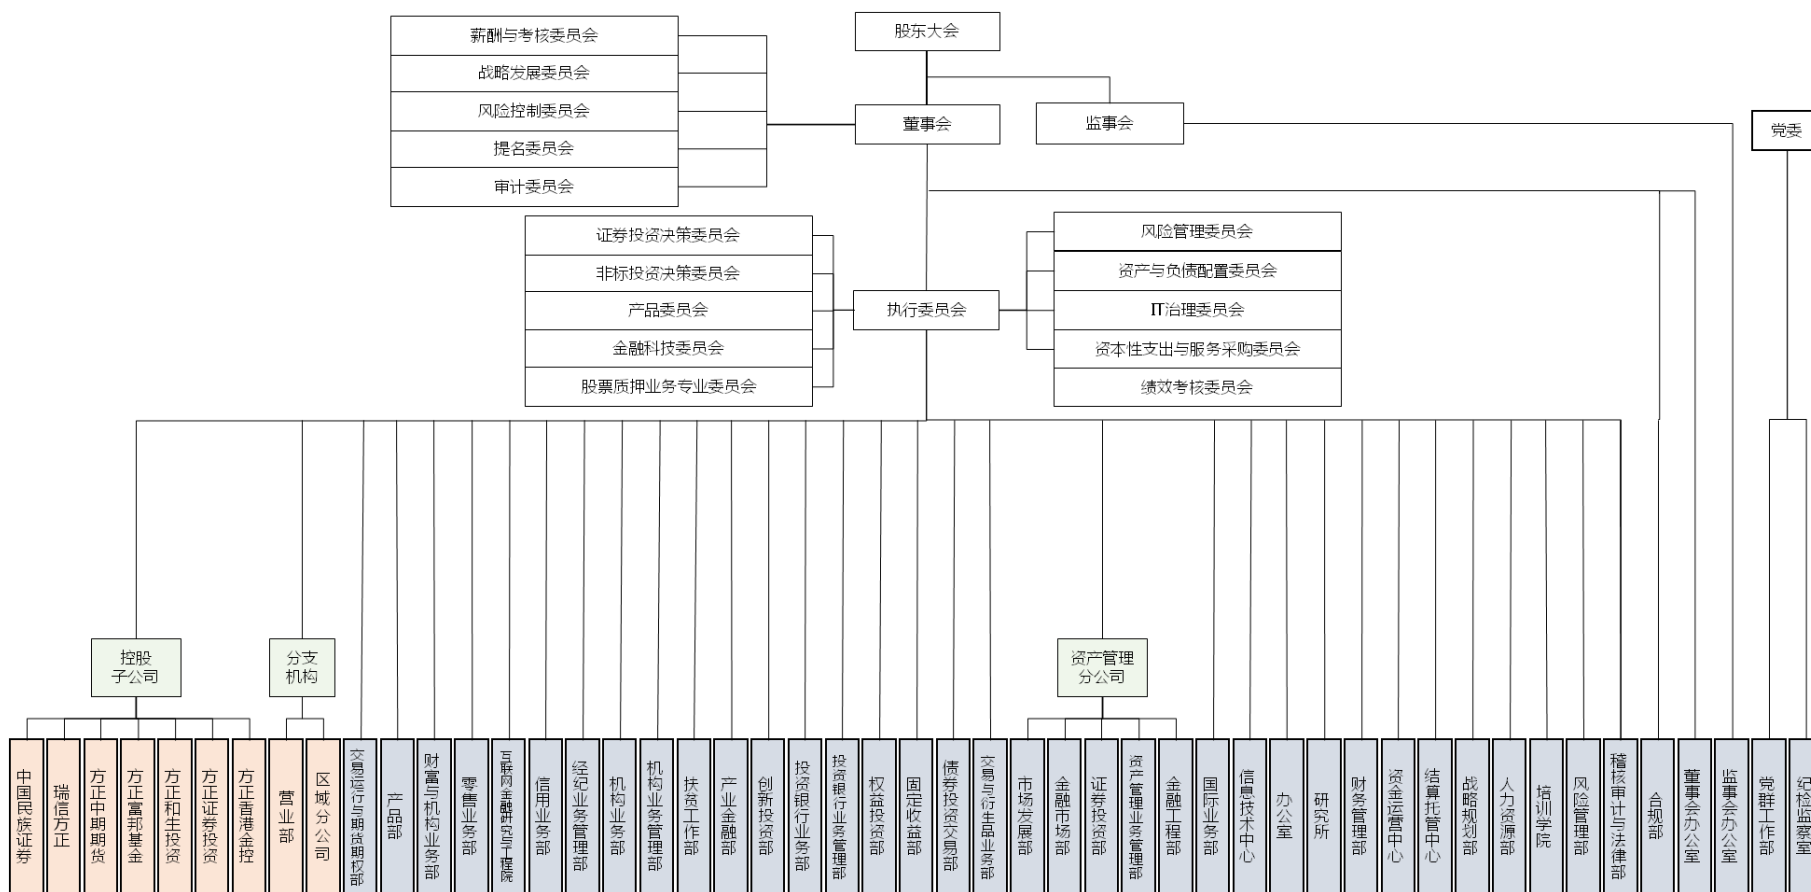 股东大会
薪酬与考核委员会
战略发展委员会
风险控制委员会
提名委员会
审计委员会
董事会
监事会
党委
证券投资决策委员会
非标投资决策委员会
产品委员会
金融科技委员会
股票质押业务专业委员会
执行委员会
风险管理委员会
资产与负债配置委员会
IT治理委员会
资本性支出与服务采购委员会
绩效考核委员会
控股
子公司
分支
机构
资产管理
分公司
中国民族证券
瑞信方正
方正中期期货
方正富邦基金
方正和生投资
方正证券投资
方正香港金控
营业部
区域分公司
交易运行与期货期权部
产品部
财富与机构业务部
零售业务部
互联网金融研究与工程院
信用业务部
经纪业务管理部
机构业务部
机构业务管理部
扶贫工作部
产业金融部
创新投资部
投资银行业务部
投资银行业务管理部
权益投资部
固定收益部
债券投资交易部
交易与衍生品业务部
市场发展部
金融市场部
证券投资部
资产管理业务管理部
金融工程部
国际业务部
信息技术中心
办公室
研究所
财务管理部
资金运营中心
结算托管中心
战略规划部
人力资源部
培训学院
风险管理部
稽核审计与法律部
合规部
董事会办公室
监事会办公室
党群工作部
纪检监察室